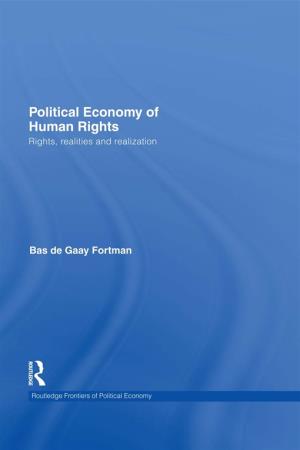 Political Economy of
Human Rights
Rights, realities and realization
Bas de Gaay Fortman
ROUTLEDGE
Routledge Frontiers of Political Economy